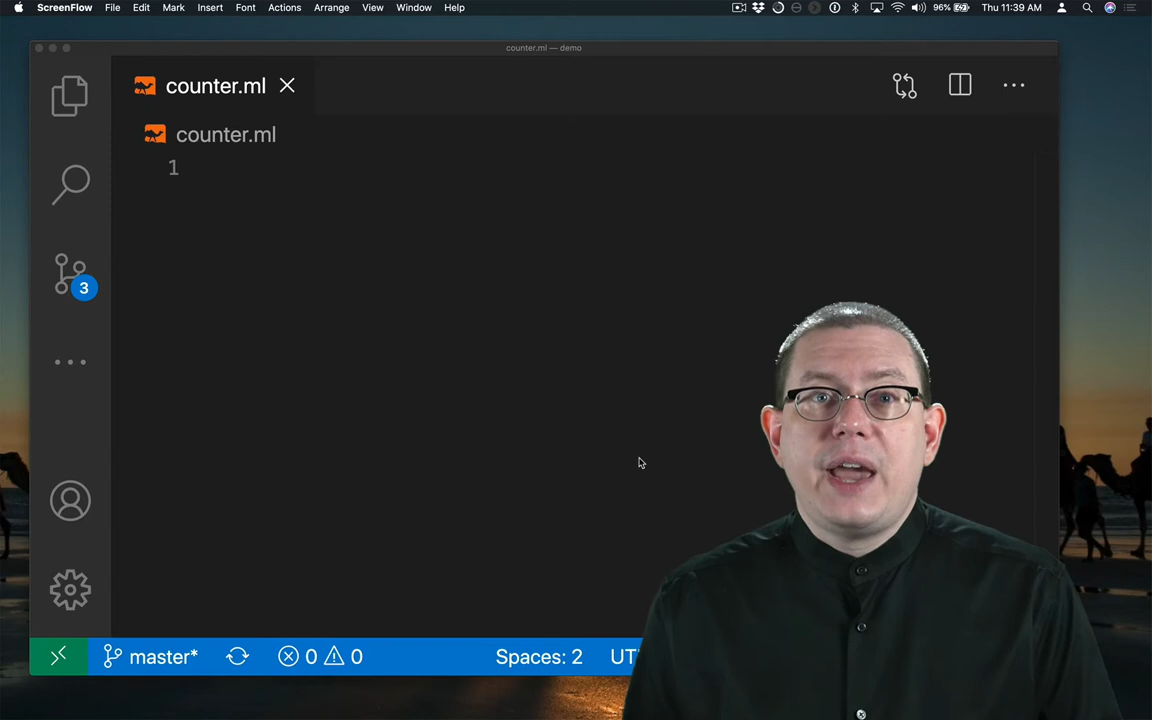 ScreenFlow File Edit Mark Insert Font Actions Arrange View Window Help 96% Thu 11:39 AM
counter.ml — demo
counter.ml
counter.ml
1
3
master* 0 0 Spaces: 2 UT